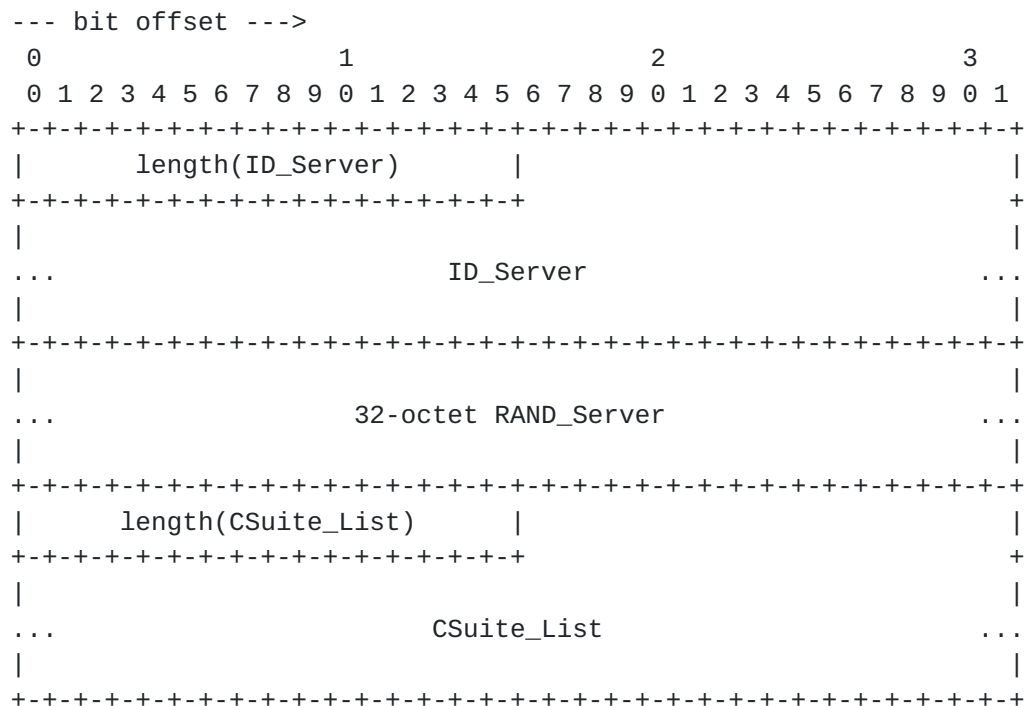 --- bit offset --->
 0                   1                   2                   3
 0 1 2 3 4 5 6 7 8 9 0 1 2 3 4 5 6 7 8 9 0 1 2 3 4 5 6 7 8 9 0 1
+-+-+-+-+-+-+-+-+-+-+-+-+-+-+-+-+-+-+-+-+-+-+-+-+-+-+-+-+-+-+-+-+
|       length(ID_Server)       |                               |
+-+-+-+-+-+-+-+-+-+-+-+-+-+-+-+-+                               +
|                                                               |
...                         ID_Server                         ...
|                                                               |
+-+-+-+-+-+-+-+-+-+-+-+-+-+-+-+-+-+-+-+-+-+-+-+-+-+-+-+-+-+-+-+-+
|                                                               |
...                   32-octet RAND_Server                    ...
|                                                               |
+-+-+-+-+-+-+-+-+-+-+-+-+-+-+-+-+-+-+-+-+-+-+-+-+-+-+-+-+-+-+-+-+
|      length(CSuite_List)      |                               |
+-+-+-+-+-+-+-+-+-+-+-+-+-+-+-+-+                               +
|                                                               |
...                        CSuite_List                        ...
|                                                               |
+-+-+-+-+-+-+-+-+-+-+-+-+-+-+-+-+-+-+-+-+-+-+-+-+-+-+-+-+-+-+-+-+